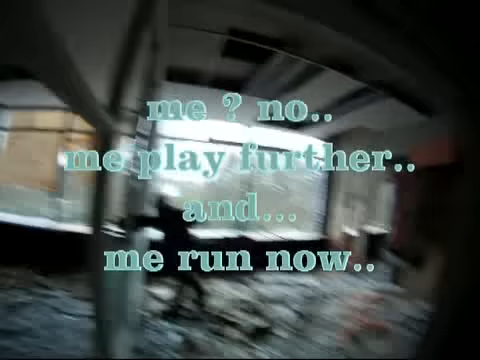 me ? no..
me play further..
and...
me run now..